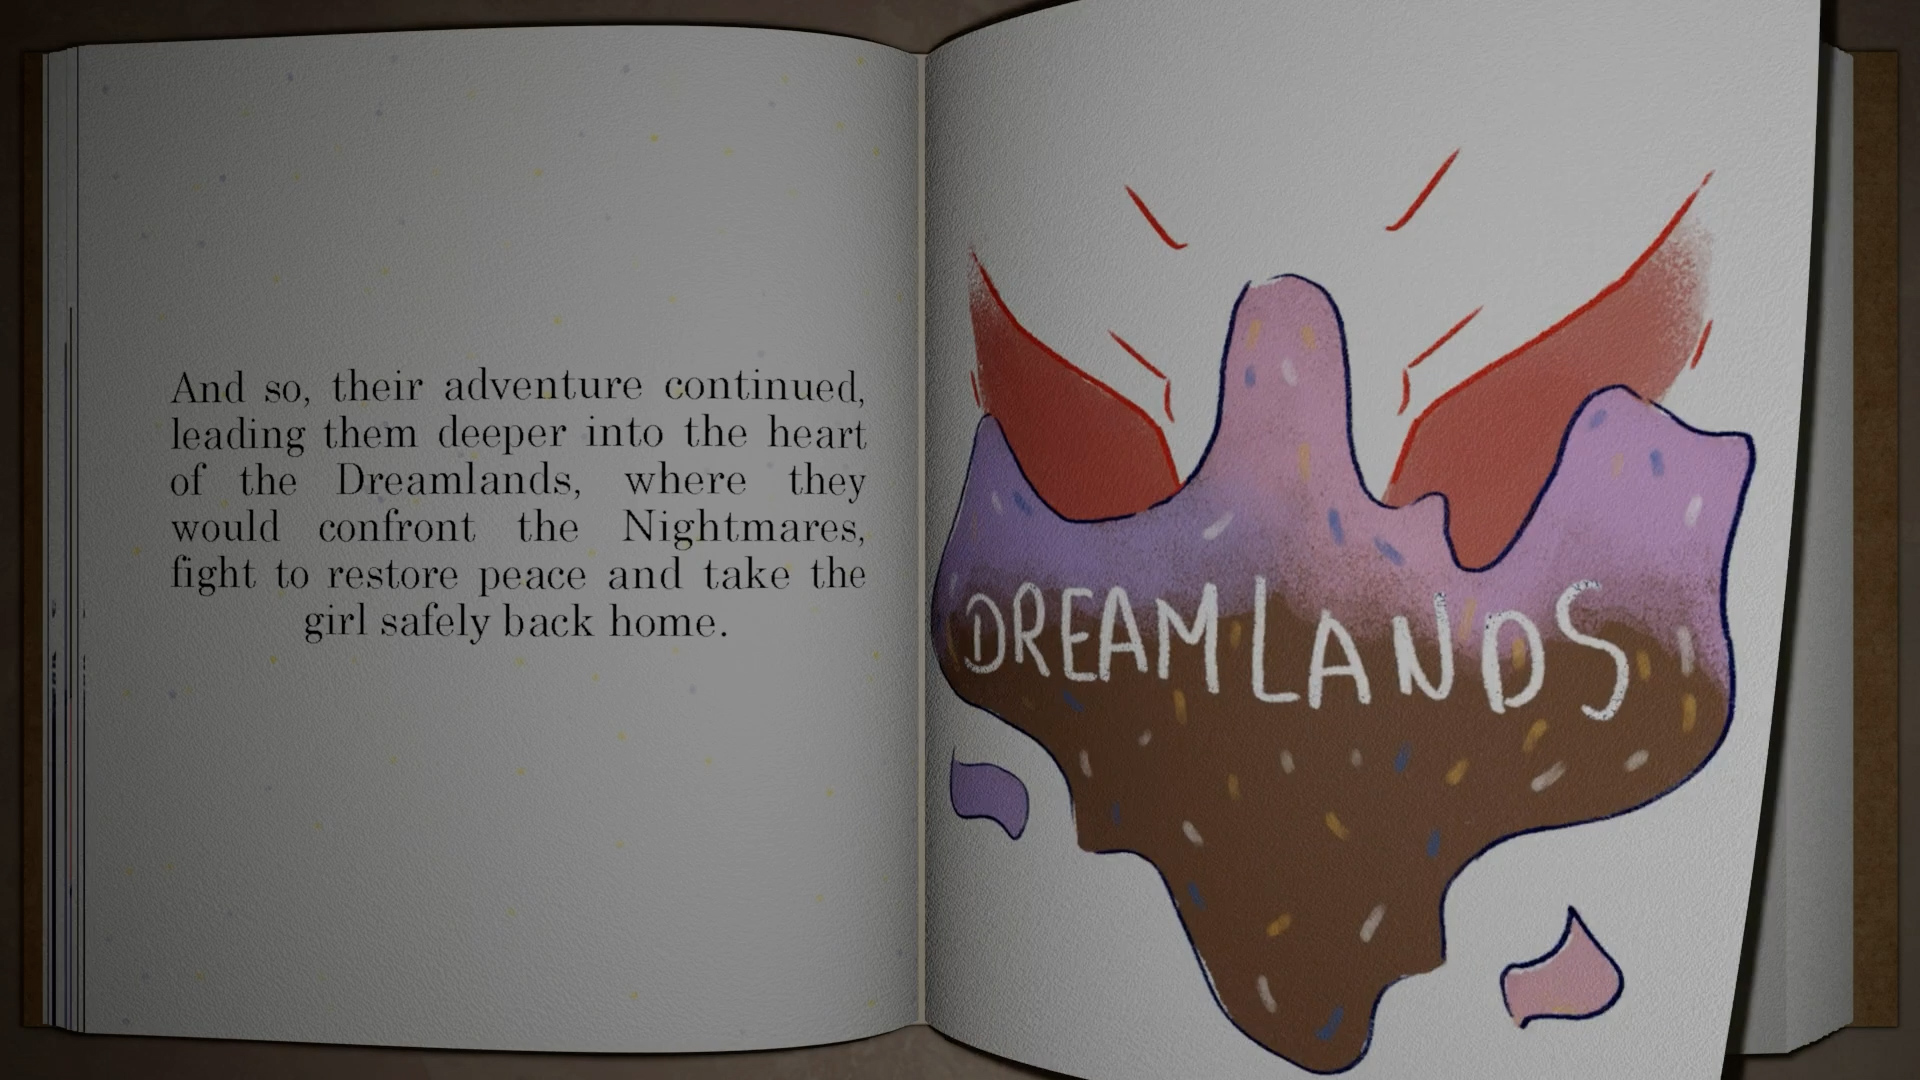 And so, their adventure continued,
leading them deeper into the heart
of the Dreamlands, where they
would confront the Nightmares,
fight to restore peace and take the
girl safely back home.
DREAMLANDS